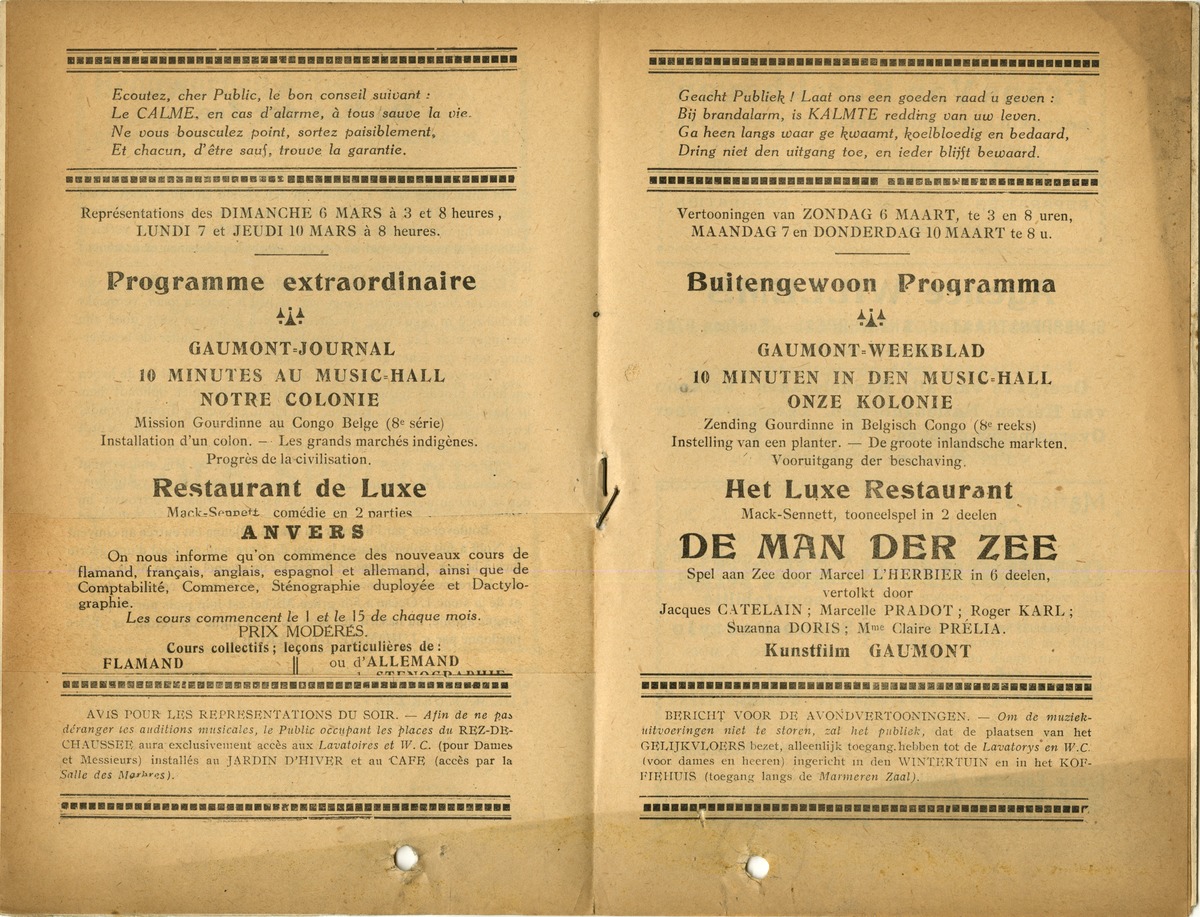 Ecoutez, cher Public, le bon conseil suivant :
Le CALME, en cas d'alarme, à tous sauve la vie.
Ne vous bousculez point, sortez paisiblement,
Et chacun, d'être sauf, trouve la garantie.
Représentations des DIMANCHE 6 MARS à 3 et 8 heures,
LUNDI 7 et JEUDI 10 MARS à 8 heures.
Programme extraordinaire
GAUMONT-JOURNAL
10 MINUTES AU MUSIC-HALL
NOTRE COLONIE
Mission Gourdinne au Congo Belge (8e série)
Installation d'un colon. — Les grands marchés indigènes.
Progrès de la civilisation.
Restaurant de Luxe
Mack-Sennett comédie en 2 parties
ANVERS
On nous informe qu'on commence des nouveaux cours de
flamand, français, anglais, espagnol et allemand, ainsi que de
Comptabilité, Commerce, Sténographie duployée et Dactylo-
graphie.
Les cours commencent le 1 et le 15 de chaque mois.
PRIX MODÉRÉS.
Cours collectifs ; leçons particulières de :
FLAMAND || ou d'ALLEMAND
STENOGRAPHIE
AVIS POUR LES REPRESENTATIONS DU SOIR. — Afin de ne pas
déranger les auditions musicales, le Public occupant les places du REZ-DE-
CHAUSSEE aura exclusivement accès aux Lavatoires et W. C. (pour Dames
et Messieurs) installés au JARDIN D'HIVER et au CAFE (accès par la
Salle des Marbres).
Geacht Publiek ! Laat ons een goeden raad u geven :
Bij brandalarm, is KALMTE redding van uw leven.
Ga heen langs waar ge kwaamt, koelbloedig en bedaard,
Dring niet den uitgang toe, en ieder blijft bewaard.
Vertooningen van ZONDAG 6 MAART, te 3 en 8 uren,
MAANDAG 7 en DONDERDAG 10 MAART te 8 u.
Buitengewoon Programma
GAUMONT-WEEKBLAD
10 MINUTEN IN DEN MUSIC-HALL
ONZE KOLONIE
Zending Gourdinne in Belgisch Congo (8e reeks)
Instelling van een planter. — De groote inlandsche markten.
Vooruitgang der beschaving.
Het Luxe Restaurant
Mack-Sennett, tooneelspel in 2 deelen
DE MAN DER ZEE
Spel aan Zee door Marcel L'HERBIER in 6 deelen,
vertolkt door
Jacques CATELAIN ; Marcelle PRADOT ; Roger KARL ;
Suzanna DORIS ; Mme Claire PRÉLIA.
Kunstfilm GAUMONT
BERICHT VOOR DE AVONDVERTOONINGEN. — Om de muziek-
uitvoeringen niet te storen, zal het publiek, dat de plaatsen van het
GELIJKVLOERS bezet, alleenlijk toegang hebben tot de Lavatorys en W.C.
(voor dames en heeren) ingericht in den WINTERTUIN en in het KOF-
FIEHUIS (toegang langs de Marmeren Zaal).